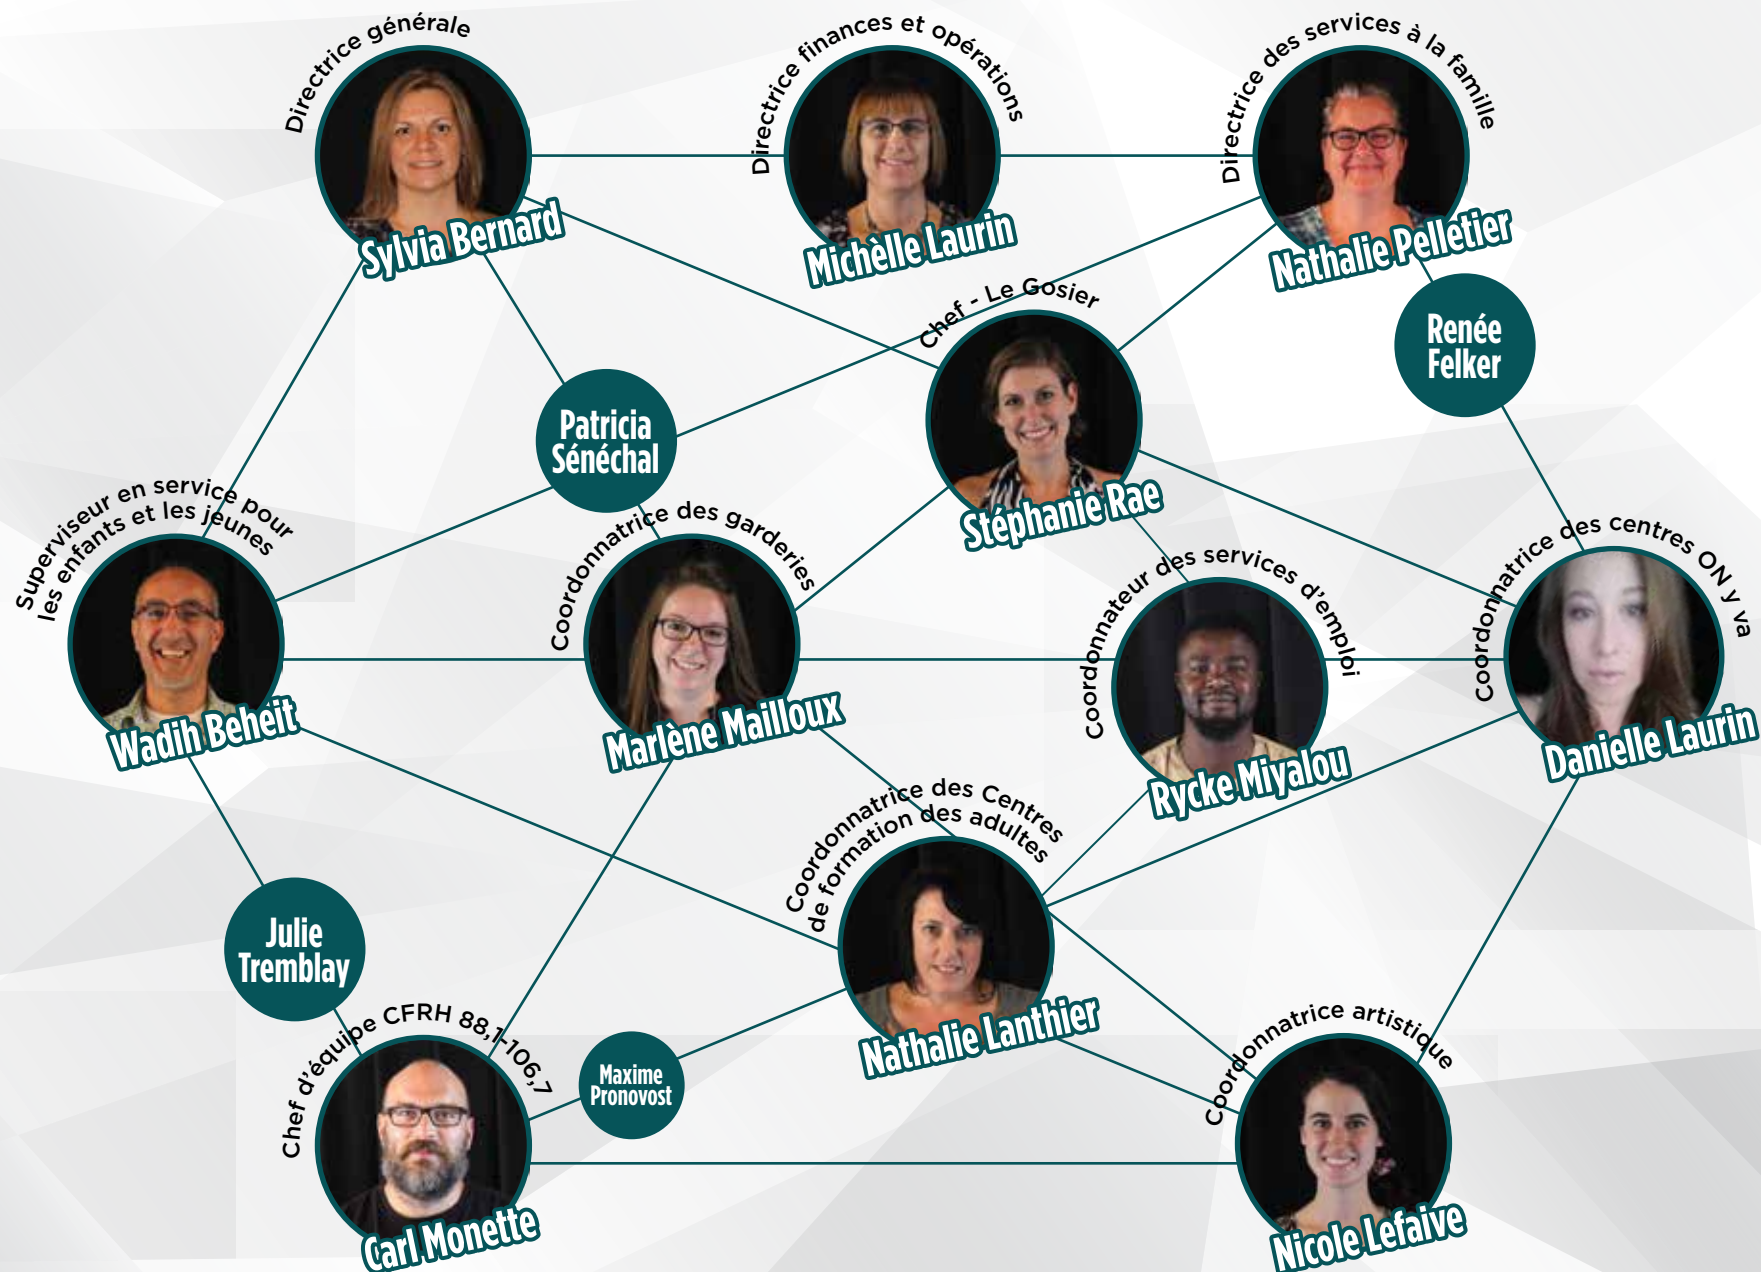 Directrice générale
Sylvia Bernard
Directrice finances et opérations
Michèlle Laurin
Directrice des services à la famille
Nathalie Pelletier
Renée
Felker
Chef - Le Gosier
Stéphanie Rae
Patricia
Sénéchal
Superviseur en service pour
les enfants et les jeunes
Wadih Beheit
Coordonnatrice des garderies
Marlène Mailloux
Coordonnateur des services d'emploi
Rycke Miyalou
Coordonnatrice des centres ON y va
Danielle Laurin
Coordonnatrice des Centres
de formation des adultes
Nathalie Lanthier
Julie
Tremblay
Chef d'équipe CFRH 88,1-106,7
Carl Monette
Maxime
Pronovost
Coordonnatrice artistique
Nicole Lefaive